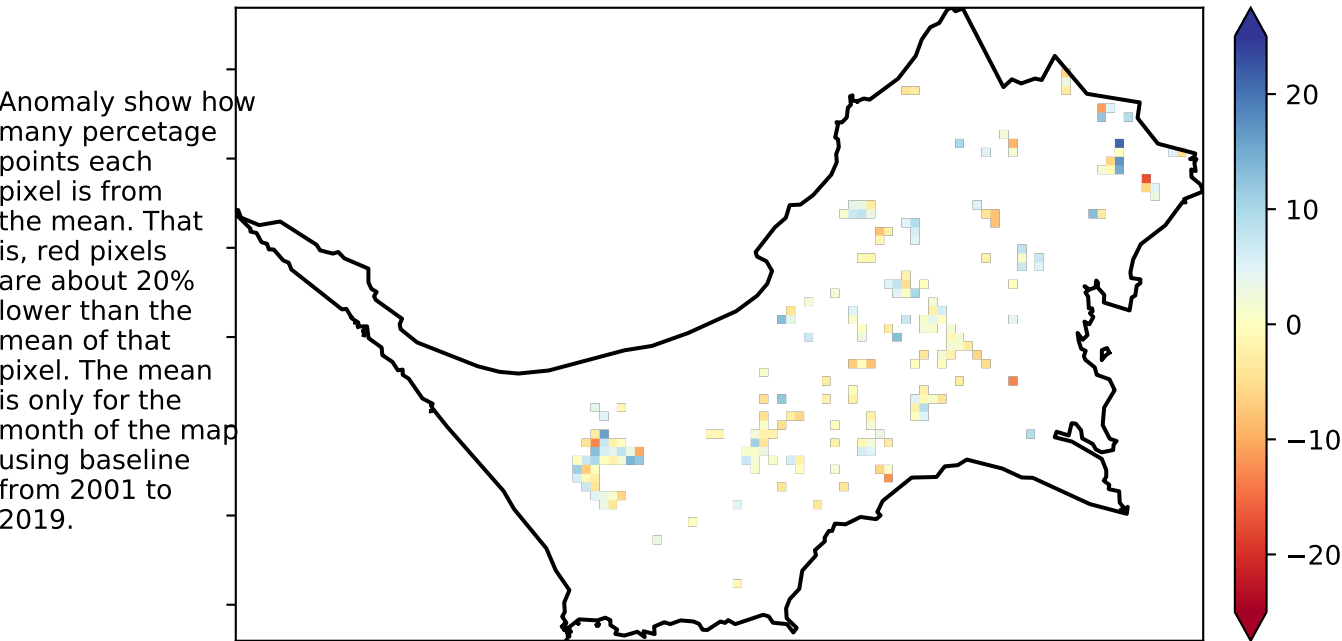 Anomaly show how
many percetage
points each
pixel is from
the mean. That
is, red pixels
are about 20%
lower than the
mean of that
pixel. The mean
is only for the
month of the map
using baseline
from 2001 to
2019.
20
10
0
−10
−20